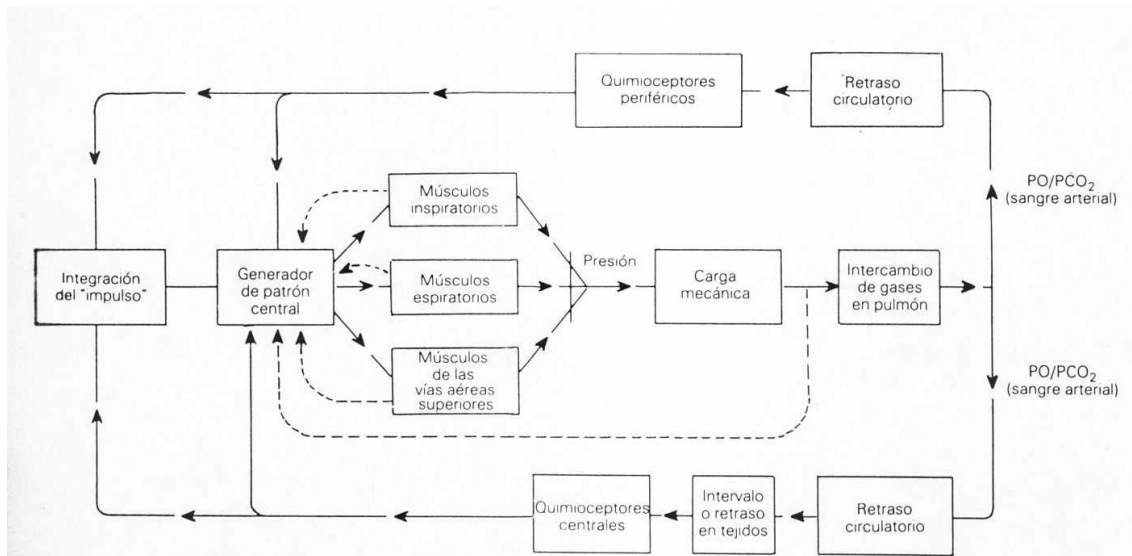 Quimioceptores
periféricos
Retraso
circulatorio
PO/PCO₂
(sangre arterial)
Músculos
inspiratorios
Integración
del "impulso"
Generador
de patrón
central
Músculos
espiratorios
Presión
Carga
mecánica
Intercambio
de gases
en pulmón
Músculos
de las
vías aéreas
superiores
PO/PCO₂
(sangre arterial)
Quimioceptores
centrales
Intervalo
o retraso
en tejidos
Retraso
circulatorio